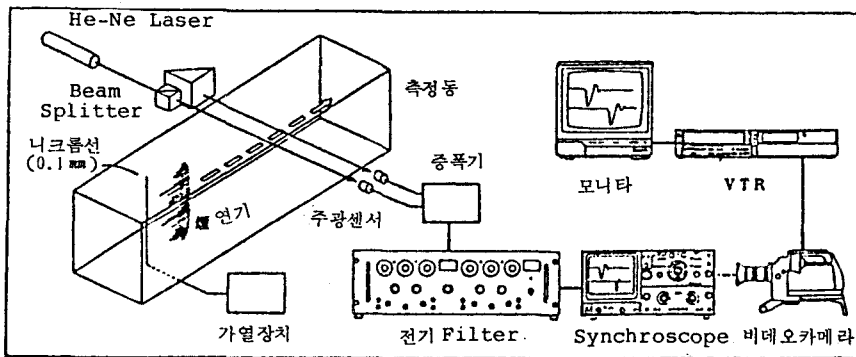 He-Ne Laser
Beam
Splitter
측정동
니크롬선
(0.1㎜)
연기
주광센서
증폭기
모니타
VTR
가열장치
전기 Filter
Synchroscope
비데오카메라